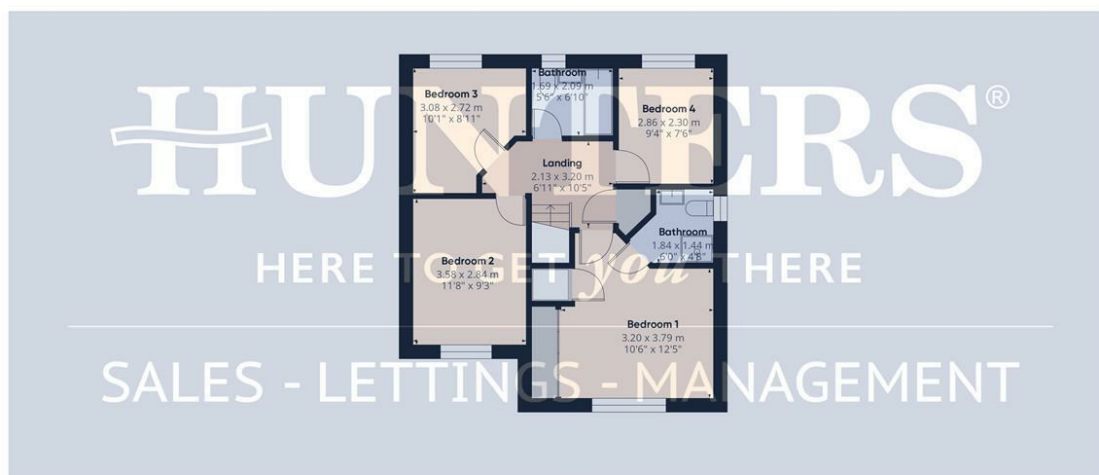 HUNTERS®
HERE TO GET you THERE
SALES - LETTINGS - MANAGEMENT
Bedroom 3
3.08 x 2.72 m
10'1" x 8'11"
Bathroom
1.69 x 2.09 m
5'6" x 6'10"
Bedroom 4
2.86 x 2.30 m
9'4" x 7'6"
Landing
2.13 x 3.20 m
6'11" x 10'5"
Bathroom
1.84 x 1.44 m
6'0" x 4'8"
Bedroom 2
3.58 x 2.84 m
11'8" x 9'3"
Bedroom 1
3.20 x 3.79 m
10'6" x 12'5"